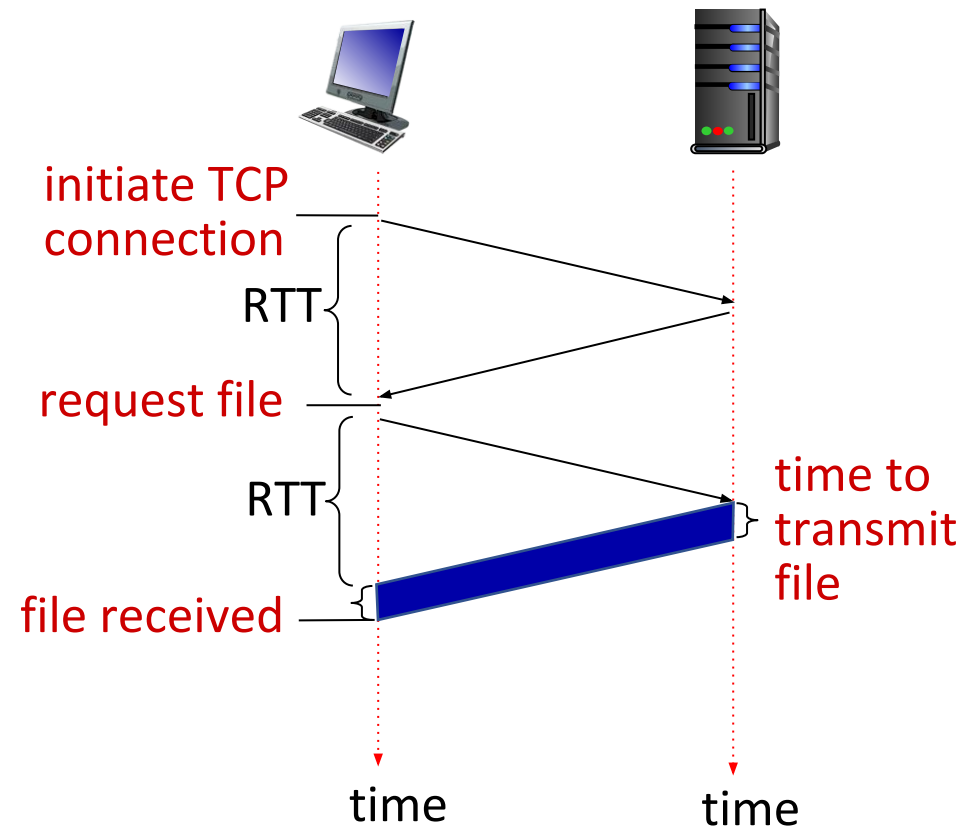 initiate TCP
connection
RTT
request file
RTT
time to
transmit
file
file received
time
time